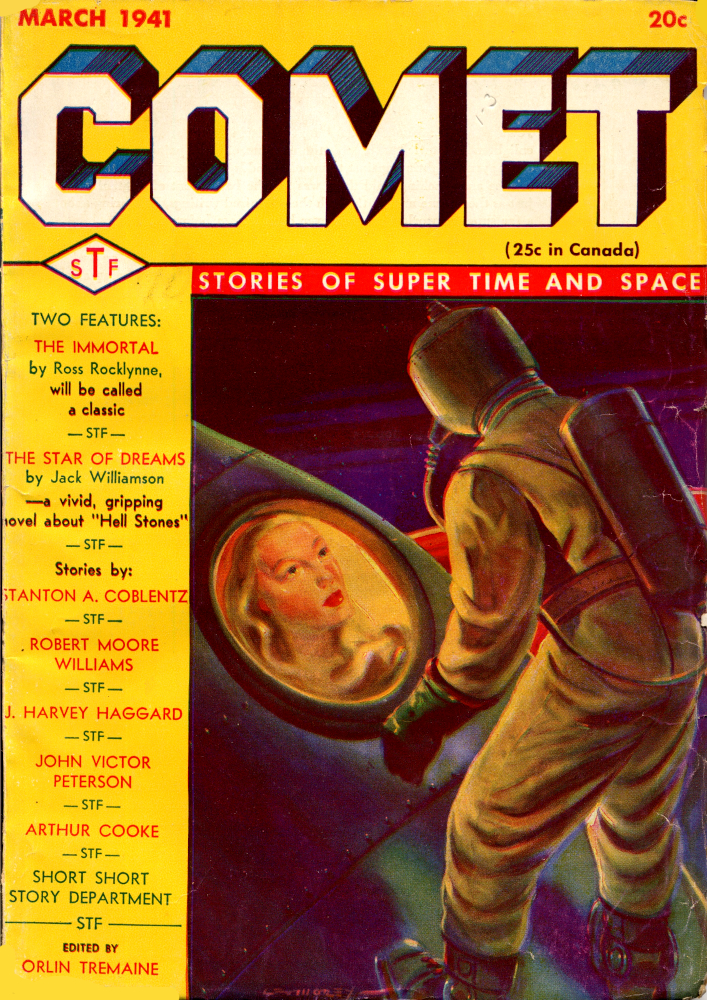 MARCH 1941
20c
COMET
(25c in Canada)
STF
STORIES OF SUPER TIME AND SPACE
TWO FEATURES:
THE IMMORTAL
by Ross Rocklynne,
will be called
a classic
—STF—
THE STAR OF DREAMS
by Jack Williamson
—a vivid, gripping
novel about "Hell Stones"
—STF—
Stories by:
STANTON A. COBLENTZ
—STF—
ROBERT MOORE
WILLIAMS
—STF—
J. HARVEY HAGGARD
—STF—
JOHN VICTOR
PETERSON
—STF—
ARTHUR COOKE
—STF—
SHORT SHORT
STORY DEPARTMENT
STF
EDITED BY
ORLIN TREMAINE